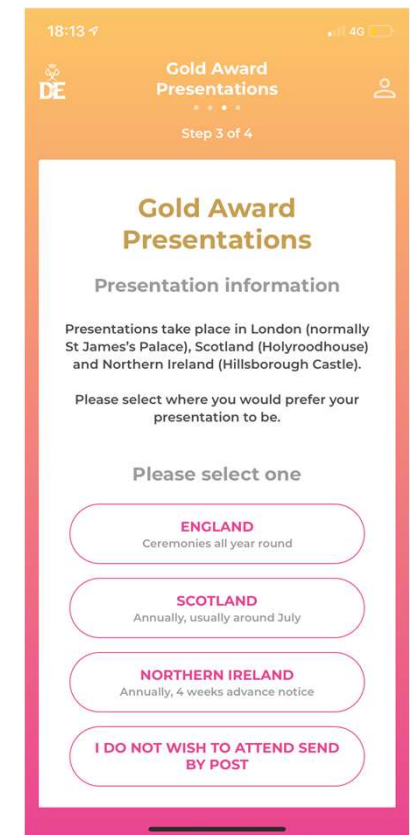 18:13
4G
DE
Gold Award
Presentations
Step 3 of 4
Gold Award
Presentations
Presentation information
Presentations take place in London (normally
St James's Palace), Scotland (Holyroodhouse)
and Northern Ireland (Hillsborough Castle).
Please select where you would prefer your
presentation to be.
Please select one
ENGLAND
Ceremonies all year round
SCOTLAND
Annually, usually around July
NORTHERN IRELAND
Annually, 4 weeks advance notice
I DO NOT WISH TO ATTEND SEND
BY POST